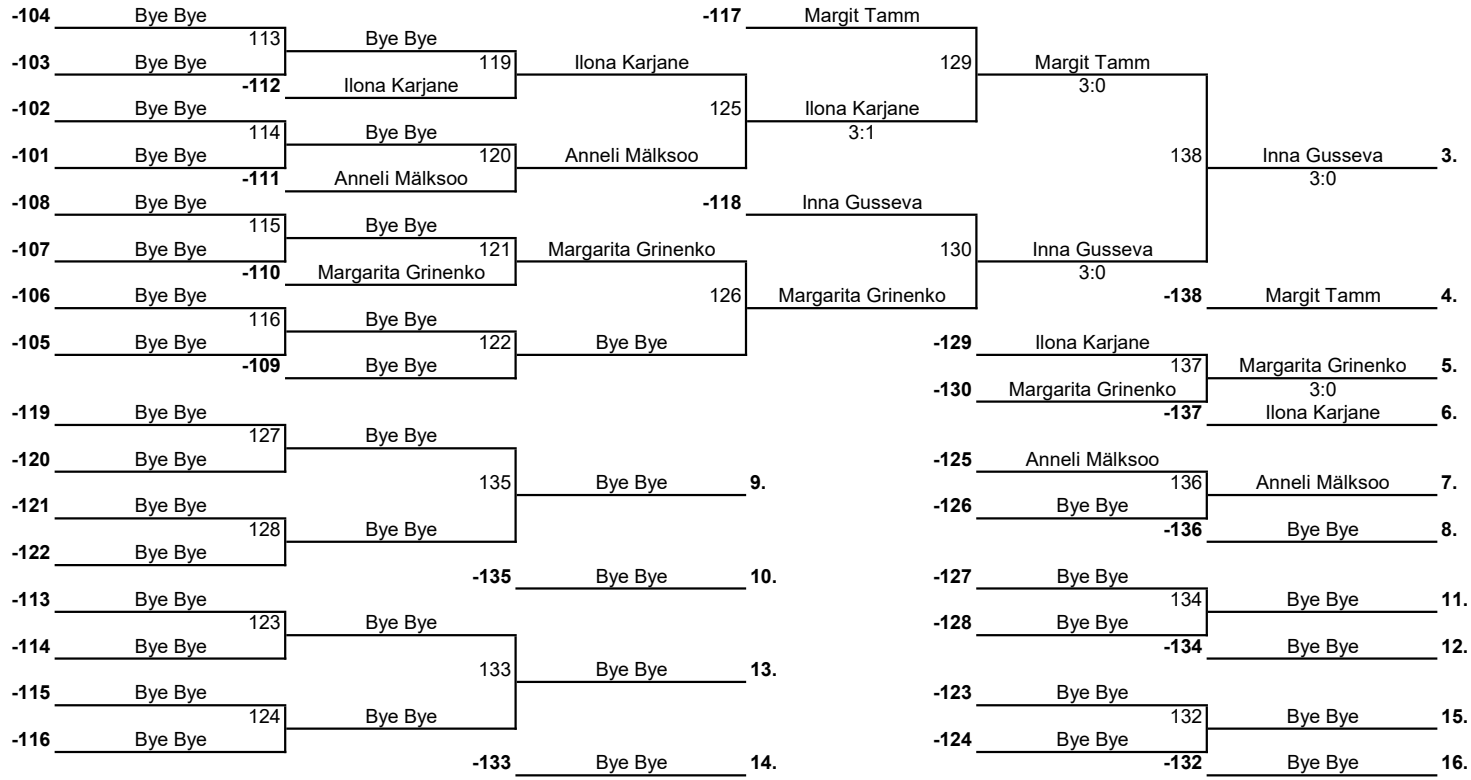 -104 Bye Bye -117 Margit Tamm
113 Bye Bye
-103 Bye Bye 119 Ilona Karjane 129 Margit Tamm
-112 Ilona Karjane 3:0
-102 Bye Bye 125 Ilona Karjane
114 Bye Bye 3:1
-101 Bye Bye 120 Anneli Mälksoo 138 Inna Gusseva 3.
-111 Anneli Mälksoo 3:0
-108 Bye Bye -118 Inna Gusseva
115 Bye Bye
-107 Bye Bye 121 Margarita Grinenko 130 Inna Gusseva
-110 Margarita Grinenko 3:0
-106 Bye Bye 126 Margarita Grinenko -138 Margit Tamm 4.
116 Bye Bye
-105 Bye Bye 122 Bye Bye -129 Ilona Karjane
-109 Bye Bye 137 Margarita Grinenko 5.
-130 Margarita Grinenko 3:0
-119 Bye Bye -137 Ilona Karjane 6.
127 Bye Bye
-120 Bye Bye -125 Anneli Mälksoo
135 Bye Bye 9. 136 Anneli Mälksoo 7.
-121 Bye Bye -126 Bye Bye
128 Bye Bye -136 Bye Bye 8.
-122 Bye Bye
-135 Bye Bye 10. -127 Bye Bye
-113 Bye Bye 134 Bye Bye 11.
123 Bye Bye -128 Bye Bye
-114 Bye Bye -134 Bye Bye 12.
133 Bye Bye 13.
-115 Bye Bye -123 Bye Bye
124 Bye Bye 132 Bye Bye 15.
-116 Bye Bye -124 Bye Bye
-133 Bye Bye 14. -132 Bye Bye 16.